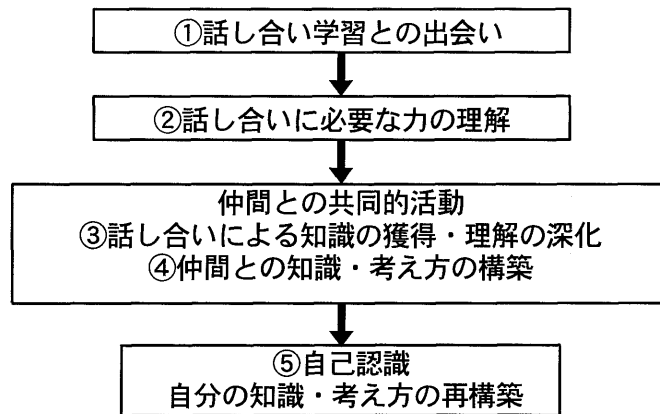 ①話し合い学習との出会い
②話し合いに必要な力の理解
仲間との共同的活動
③話し合いによる知識の獲得・理解の深化
④仲間との知識・考え方の構築
⑤自己認識
自分の知識・考え方の再構築